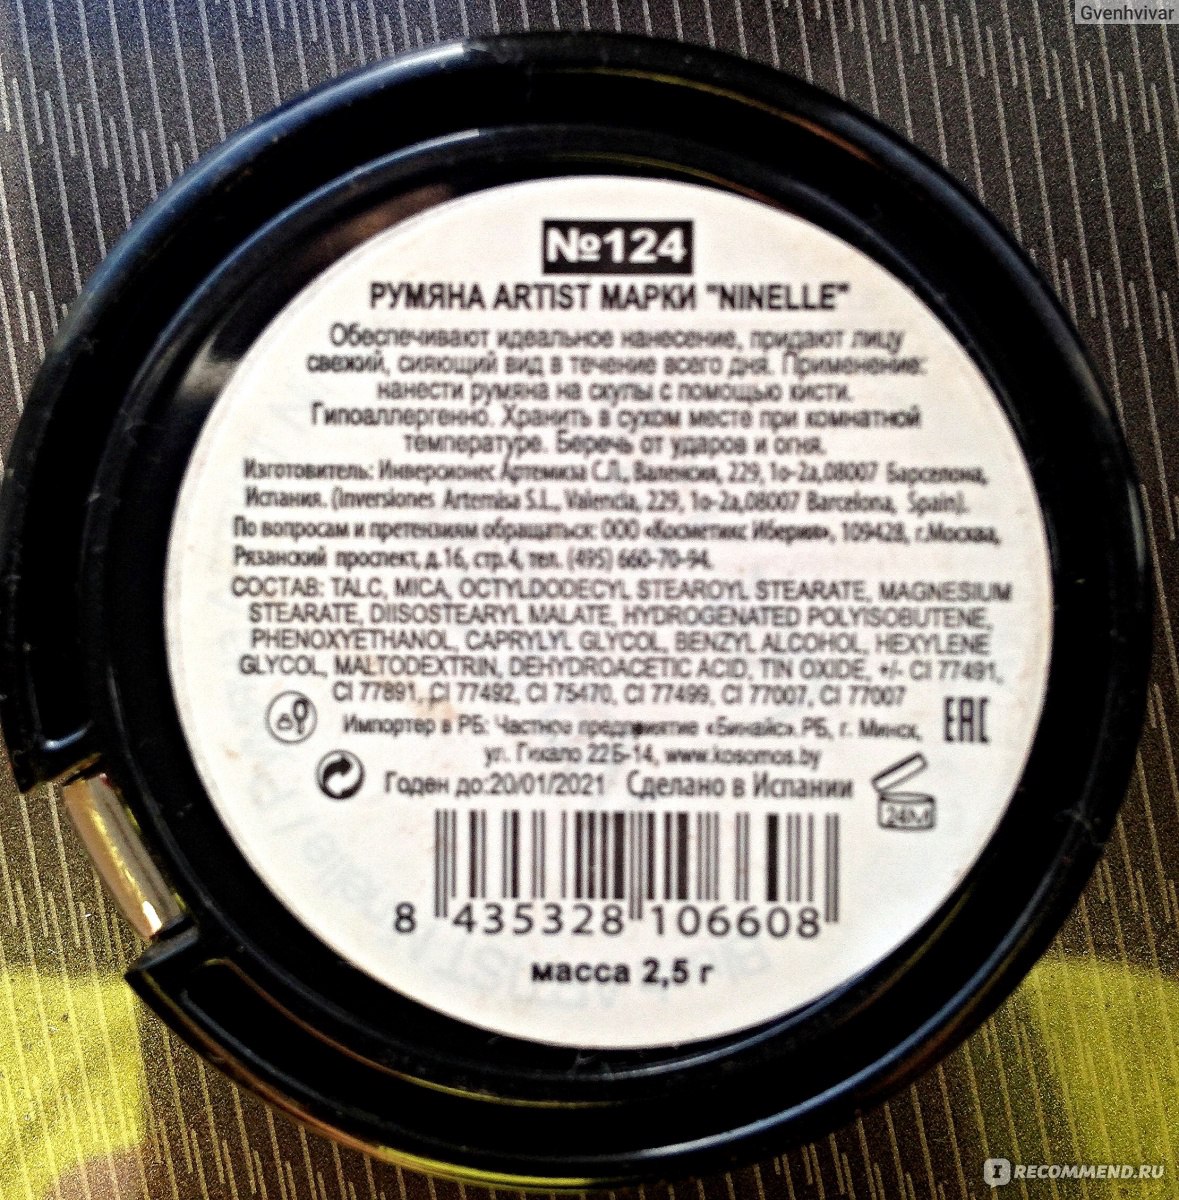 Gvenhvivar
№124
РУМЯНА ARTIST МАРКИ "NINELLE"
Обеспечивают идеальное нанесение, придают лицу
свежий, сияющий вид в течение всего дня. Применение:
нанести румяна на скулы с помощью кисти.
Гипоаллергенно. Хранить в сухом месте при комнатной
температуре. Беречь от ударов и огня.
Изготовитель: Инверсионес Артемиза С.Л., Валенсия, 229, 1o-2a,08007 Барселона,
Испания. (Inversiones Artemisa S.L., Valencia, 229, 1o-2a,08007 Barcelona, Spain).
По вопросам и претензиям обращаться: ООО «Косметик Иберия», 109428, г.Москва,
Рязанский проспект, д.16, стр.4, тел. (495) 660-70-94.
СОСТАВ: TALC, MICA, OCTYLDODECYL STEAROYL STEARATE, MAGNESIUM
STEARATE, DIISOSTEARYL MALATE, HYDROGENATED POLYISOBUTENE,
PHENOXYETHANOL, CAPRYLYL GLYCOL, BENZYL ALCOHOL, HEXYLENE
GLYCOL, MALTODEXTRIN, DEHYDROACETIC ACID, TIN OXIDE, +/- CI 77491,
CI 77891, CI 77492, CI 75470, CI 77499, CI 77007, CI 77007
Импортер в РБ: Частное предприятие «Бинайс».РБ, г. Минск,
ул. Гикало 22Б-14, www.kosomos.by
EAC
Годен до:20/01/2021 Сделано в Испании
24M
8 435328 106608
масса 2,5 г
IRECOMMEND.RU